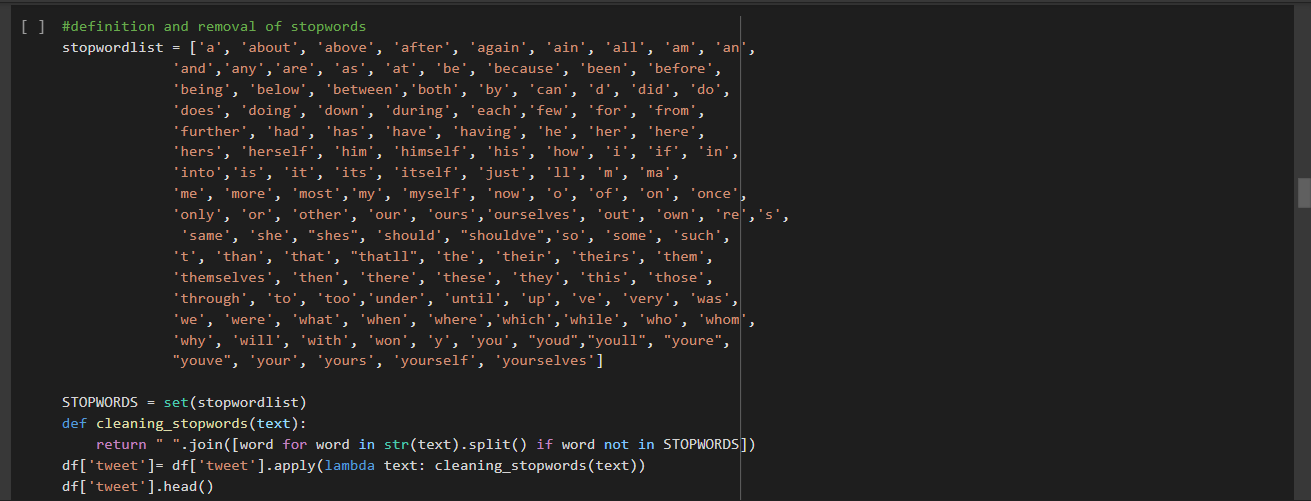 [ ] #definition and removal of stopwords
stopwordlist = ['a', 'about', 'above', 'after', 'again', 'ain', 'all', 'am', 'an',
'and','any','are', 'as', 'at', 'be', 'because', 'been', 'before',
'being', 'below', 'between','both', 'by', 'can', 'd', 'did', 'do',
'does', 'doing', 'down', 'during', 'each','few', 'for', 'from',
'further', 'had', 'has', 'have', 'having', 'he', 'her', 'here',
'hers', 'herself', 'him', 'himself', 'his', 'how', 'i', 'if', 'in',
'into','is', 'it', 'its', 'itself', 'just', 'll', 'm', 'ma',
'me', 'more', 'most','my', 'myself', 'now', 'o', 'of', 'on', 'once',
'only', 'or', 'other', 'our', 'ours','ourselves', 'out', 'own', 're','s',
'same', 'she', "shes", 'should', "shouldve",'so', 'some', 'such',
't', 'than', 'that', "thatll", 'the', 'their', 'theirs', 'them',
'themselves', 'then', 'there', 'these', 'they', 'this', 'those',
'through', 'to', 'too','under', 'until', 'up', 've', 'very', 'was',
'we', 'were', 'what', 'when', 'where','which','while', 'who', 'whom',
'why', 'will', 'with', 'won', 'y', 'you', "youd","youll", "youre",
"youve", 'your', 'yours', 'yourself', 'yourselves']
STOPWORDS = set(stopwordlist)
def cleaning_stopwords(text):
return " ".join([word for word in str(text).split() if word not in STOPWORDS])
df['tweet']= df['tweet'].apply(lambda text: cleaning_stopwords(text))
df['tweet'].head()